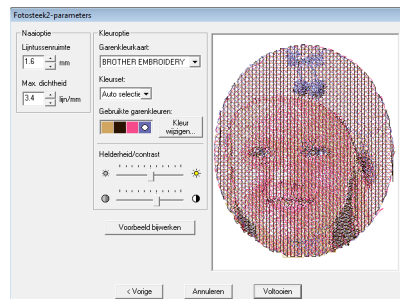 Fotosteek2-parameters
Naaioptie
Lijntussenruimte
1.6 mm
Max. dichtheid
3.4 lijn/mm
Kleuroptie
Garenkleurkaart:
BROTHER EMBROIDERY
Kleurset:
Auto selectie
Gebruikte garenkleuren:
Kleur
wijzigen...
Helderheid/contrast
Voorbeeld bijwerken
< Vorige
Annuleren
Voltooien